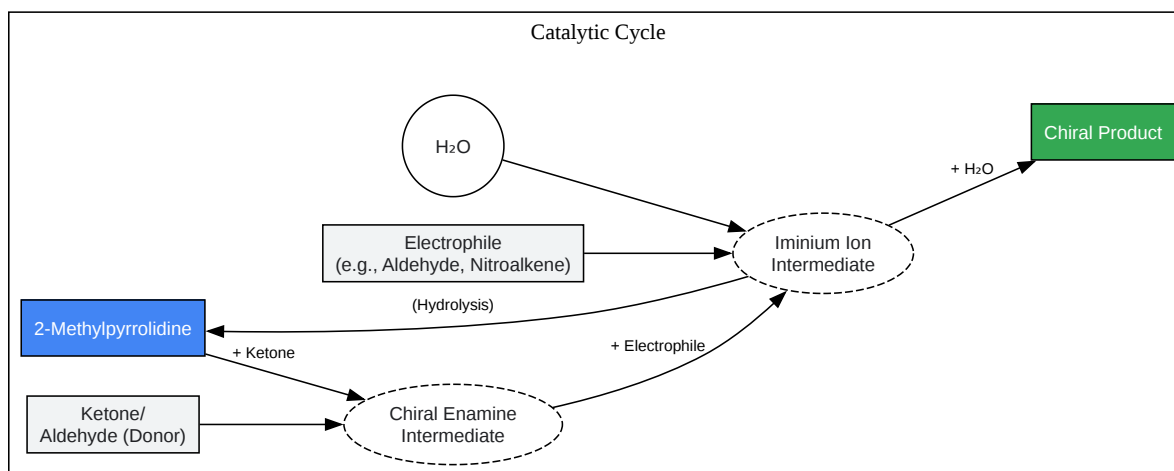 Catalytic Cycle
H₂O
Chiral Product
+ H₂O
Electrophile
(e.g., Aldehyde, Nitroalkene)
Iminium Ion
Intermediate
(Hydrolysis)
2-Methylpyrrolidine
+ Ketone
+ Electrophile
Ketone/
Aldehyde (Donor)
Chiral Enamine
Intermediate